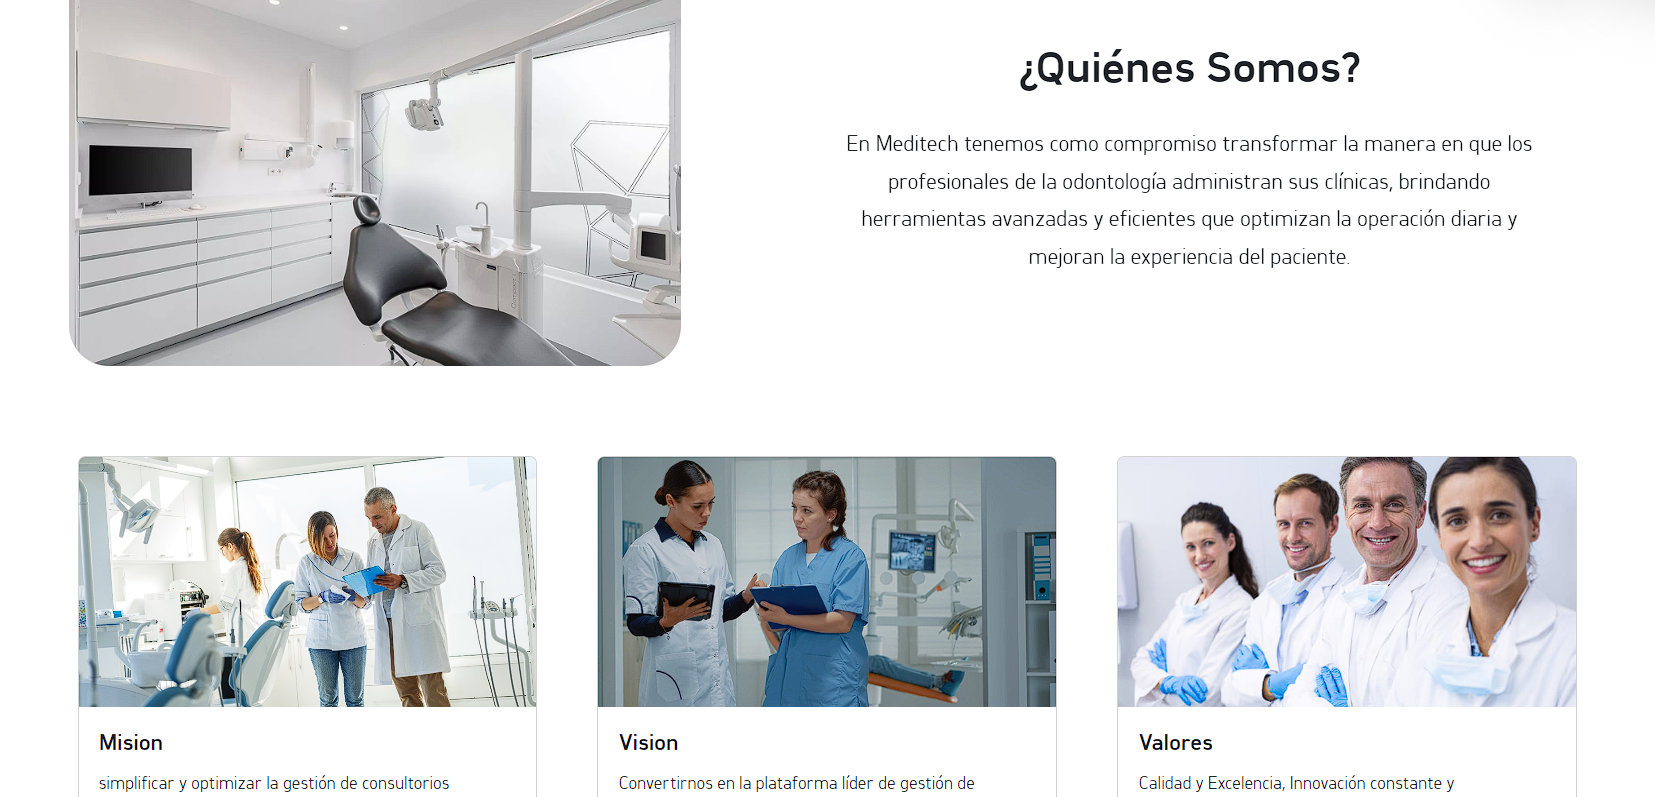 ¿Quiénes Somos?
En Meditech tenemos como compromiso transformar la manera en que los
profesionales de la odontología administran sus clínicas, brindando
herramientas avanzadas y eficientes que optimizan la operación diaria y
mejoran la experiencia del paciente.
Mision
simplificar y optimizar la gestión de consultorios
Vision
Convertirnos en la plataforma líder de gestión de
Valores
Calidad y Excelencia, Innovación constante y